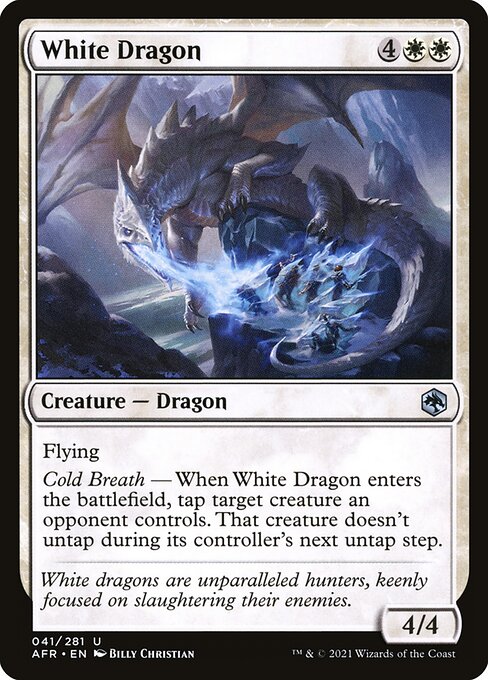 White Dragon 4
Creature — Dragon
Flying
Cold Breath — When White Dragon enters
the battlefield, tap target creature an
opponent controls. That creature doesn't
untap during its controller's next untap step.
White dragons are unparalleled hunters, keenly
focused on slaughtering their enemies.
4/4
041/281 U
AFR • EN Billy Christian
™ & © 2021 Wizards of the Coast